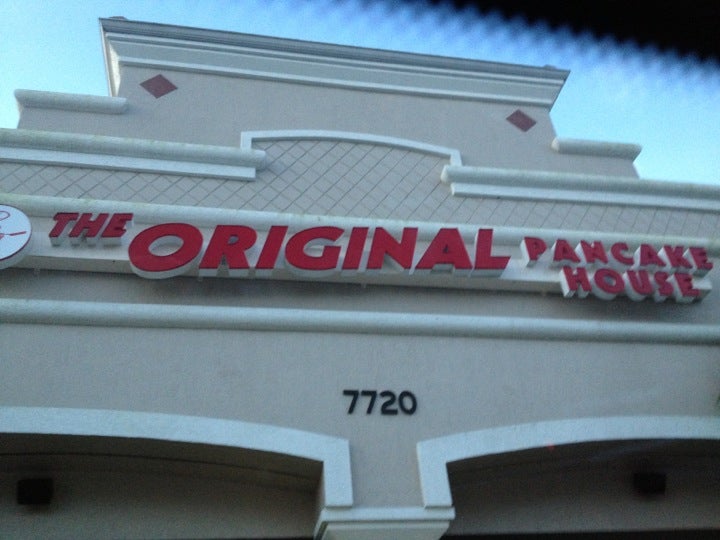 THE ORIGINAL PANCAKE
HOUSE
7720